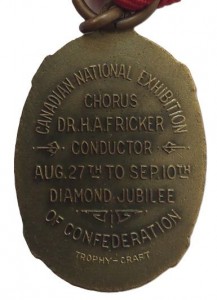 CANADIAN NATIONAL EXHIBITION
CHORUS
DR. H. A. FRICKER
CONDUCTOR
AUG. 27TH TO SEP. 10TH
DIAMOND JUBILEE
OF CONFEDERATION
TROPHY-CRAFT